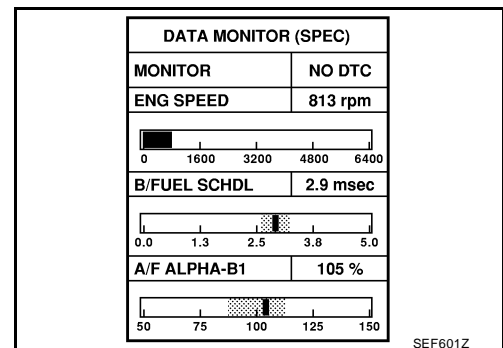 DATA MONITOR (SPEC)
MONITOR NO DTC
ENG SPEED 813 rpm
0 1600 3200 4800 6400
B/FUEL SCHDL 2.9 msec
0.0 1.3 2.5 3.8 5.0
A/F ALPHA-B1 105 %
50 75 100 125 150
SEF601Z